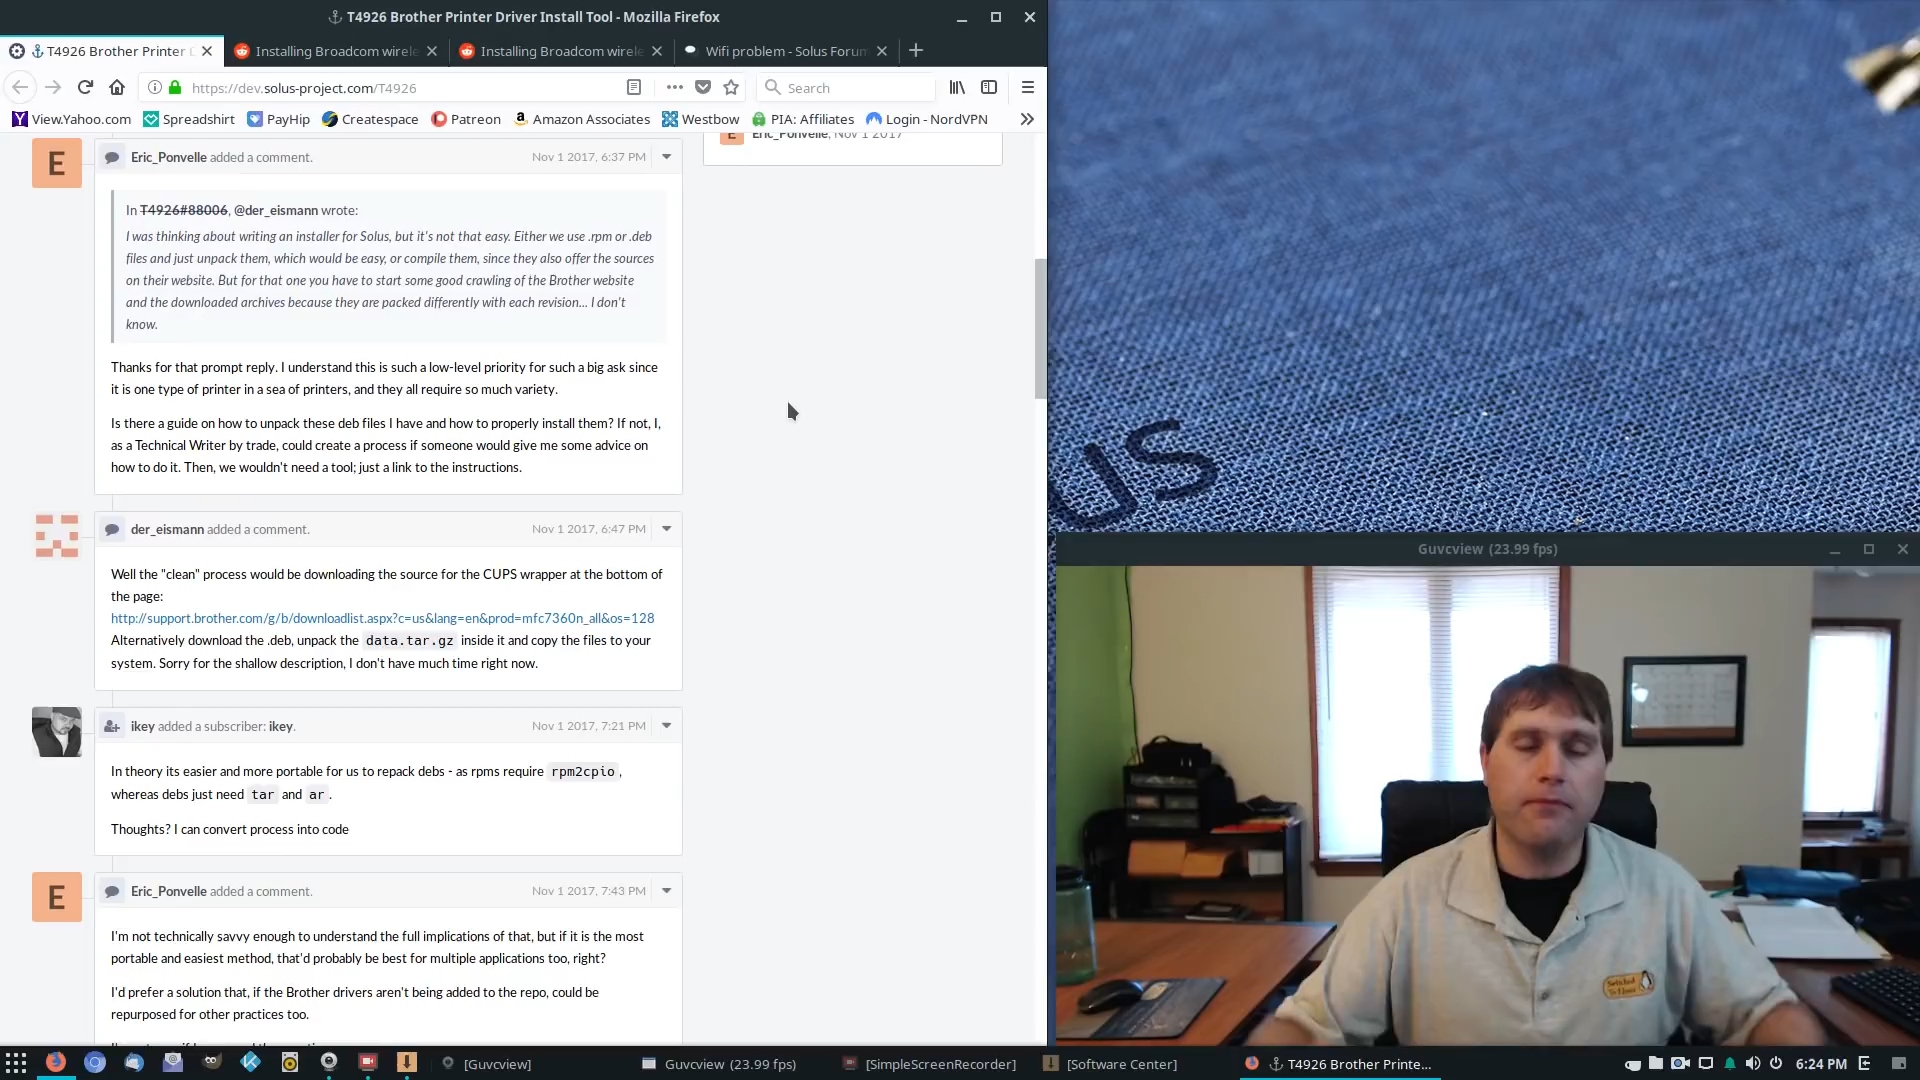 T4926 Brother Printer Driver Install Tool - Mozilla Firefox
T4926 Brother Printer D
Installing Broadcom wirele
Installing Broadcom wirele
Wifi problem - Solus Forum
https://dev.solus-project.com/T4926
Search
View.Yahoo.com
Spreadshirt
PayHip
Createspace
Patreon
Amazon Associates
Westbow
PIA: Affiliates
Login - NordVPN
E
Eric_Ponvelle, Nov 1 2017
E
Eric_Ponvelle added a comment.
Nov 1 2017, 6:37 PM
In T4926#88006, @der_eismann wrote:
I was thinking about writing an installer for Solus, but it's not that easy. Either we use .rpm or .deb
files and just unpack them, which would be easy, or compile them, since they also offer the sources
on their website. But for that one you have to start some good crawling of the Brother website
and the downloaded archives because they are packed differently with each revision... I don't
know.
Thanks for that prompt reply. I understand this is such a low-level priority for such a big ask since
it is one type of printer in a sea of printers, and they all require so much variety.
Is there a guide on how to unpack these deb files I have and how to properly install them? If not, I,
as a Technical Writer by trade, could create a process if someone would give me some advice on
how to do it. Then, we wouldn't need a tool; just a link to the instructions.
der_eismann added a comment.
Nov 1 2017, 6:47 PM
Well the "clean" process would be downloading the source for the CUPS wrapper at the bottom of
the page:
http://support.brother.com/g/b/downloadlist.aspx?c=us&lang=en&prod=mfc7360n_all&os=128
Alternatively download the .deb, unpack the data.tar.gz inside it and copy the files to your
system. Sorry for the shallow description, I don't have much time right now.
ikey added a subscriber: ikey.
Nov 1 2017, 7:21 PM
In theory its easier and more portable for us to repack debs - as rpms require rpm2cpio ,
whereas debs just need tar and ar .
Thoughts? I can convert process into code
E
Eric_Ponvelle added a comment.
Nov 1 2017, 7:43 PM
I'm not technically savvy enough to understand the full implications of that, but if it is the most
portable and easiest method, that'd probably be best for multiple applications too, right?
I'd prefer a solution that, if the Brother drivers aren't being added to the repo, could be
repurposed for other practices too.
US
Guvcview (23.99 fps)
[Guvcview]
Guvcview (23.99 fps)
[SimpleScreenRecorder]
[Software Center]
T4926 Brother Printe...
6:24 PM